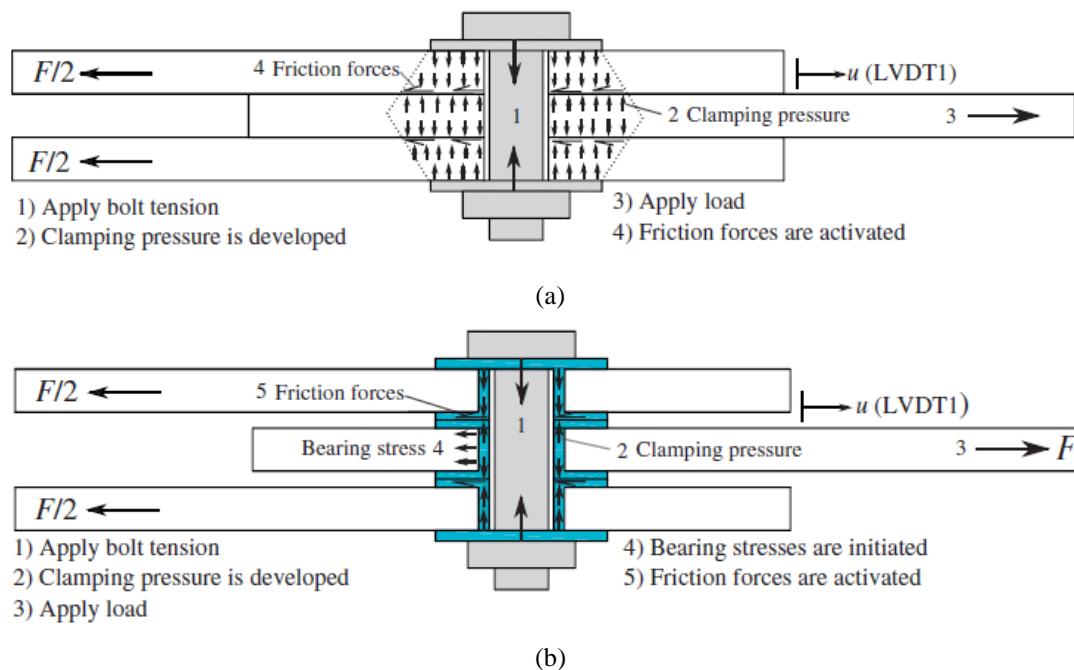 F/2
4 Friction forces
u (LVDT1)
1
2 Clamping pressure
3
F/2
1) Apply bolt tension
2) Clamping pressure is developed
3) Apply load
4) Friction forces are activated
(a)
F/2
5 Friction forces
1
u (LVDT1)
Bearing stress 4
2 Clamping pressure
3
F
F/2
1) Apply bolt tension
2) Clamping pressure is developed
3) Apply load
4) Bearing stresses are initiated
5) Friction forces are activated
(b)